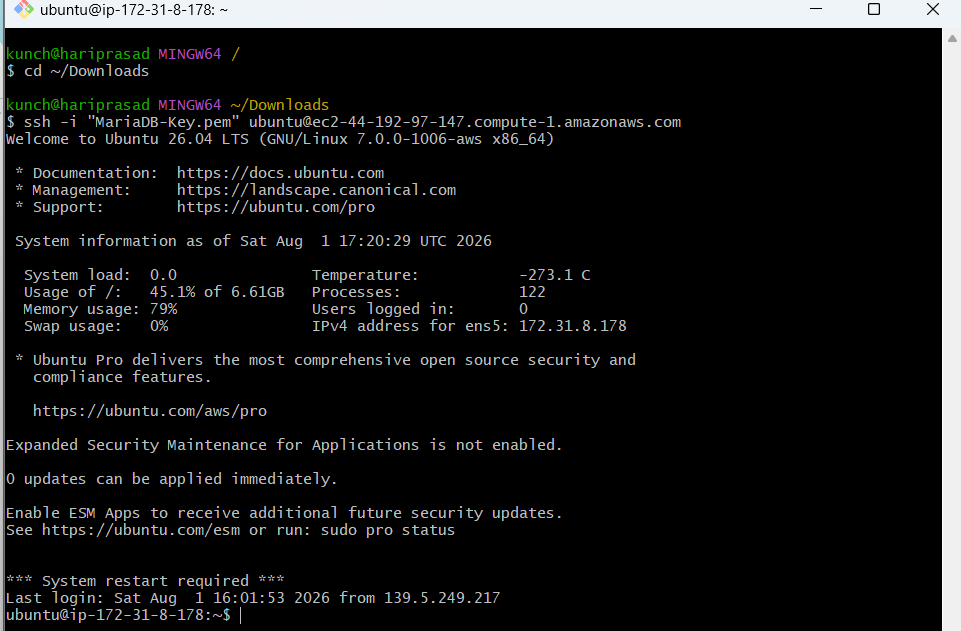 ubuntu@ip-172-31-8-178: ~
kunch@hariprasad MINGW64 /
$ cd ~/Downloads
kunch@hariprasad MINGW64 ~/Downloads
$ ssh -i "MariaDB-Key.pem" ubuntu@ec2-44-192-97-147.compute-1.amazonaws.com
Welcome to Ubuntu 26.04 LTS (GNU/Linux 7.0.0-1006-aws x86_64)
* Documentation:  https://docs.ubuntu.com
* Management:     https://landscape.canonical.com
* Support:        https://ubuntu.com/pro
System information as of Sat Aug  1 17:20:29 UTC 2026
System load:  0.0               Temperature:           -273.1 C
Usage of /:   45.1% of 6.61GB   Processes:             122
Memory usage: 79%               Users logged in:       0
Swap usage:   0%                IPv4 address for ens5: 172.31.8.178
* Ubuntu Pro delivers the most comprehensive open source security and
compliance features.
https://ubuntu.com/aws/pro
Expanded Security Maintenance for Applications is not enabled.
0 updates can be applied immediately.
Enable ESM Apps to receive additional future security updates.
See https://ubuntu.com/esm or run: sudo pro status
*** System restart required ***
Last login: Sat Aug  1 16:01:53 2026 from 139.5.249.217
ubuntu@ip-172-31-8-178:~$